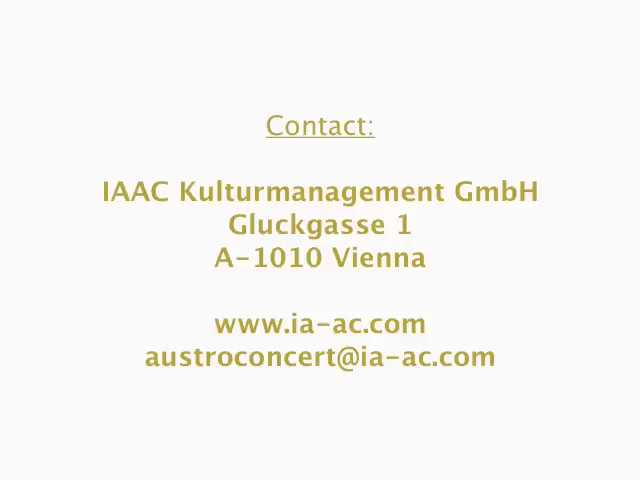 Contact:
IAAC Kulturmanagement GmbH
Gluckgasse 1
A-1010 Vienna
www.ia-ac.com
austroconcert@ia-ac.com